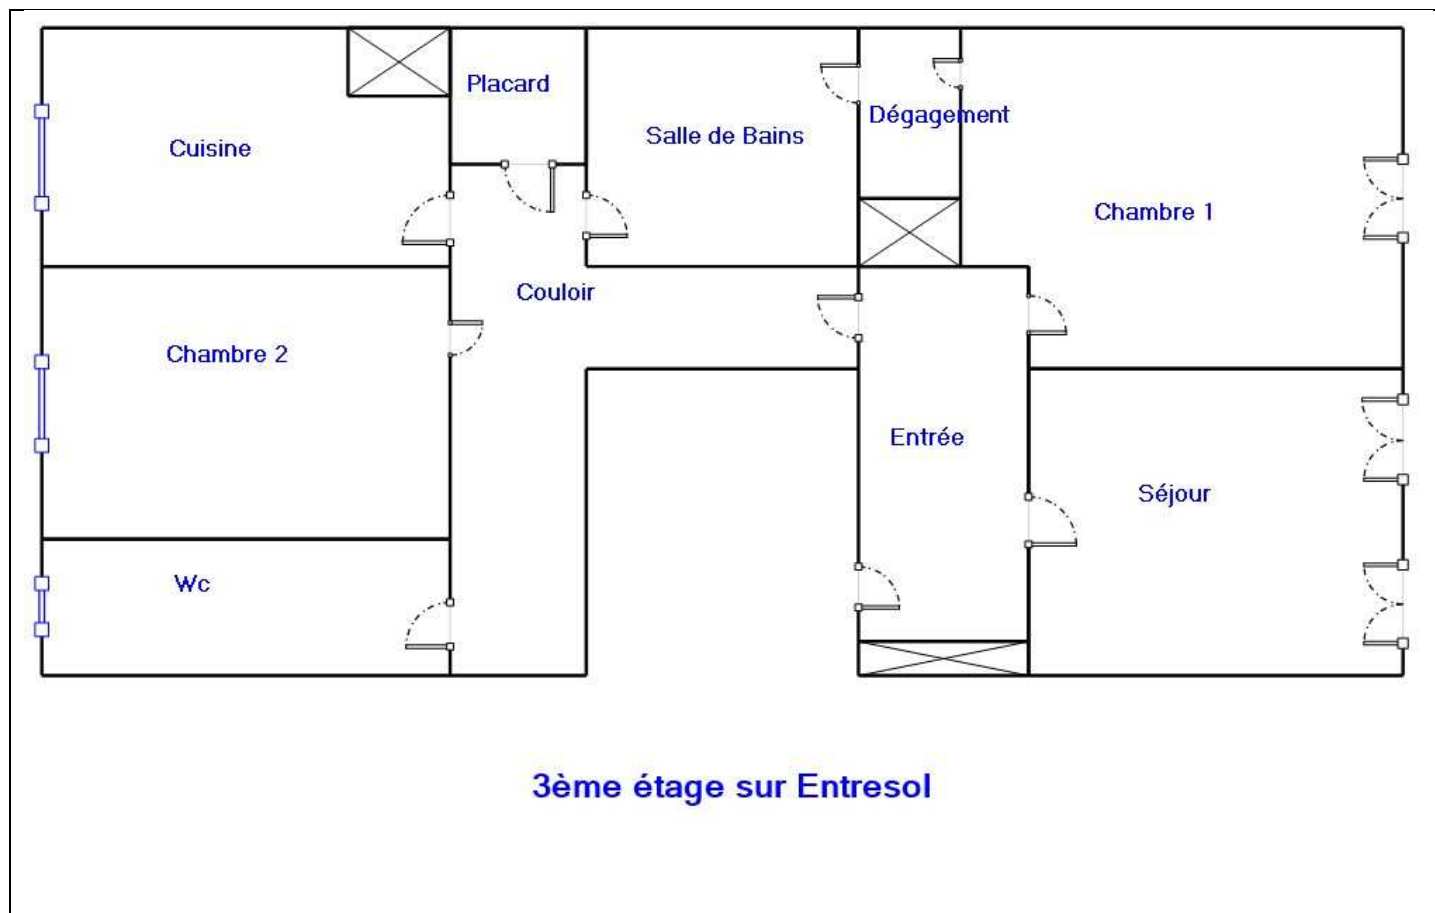 Placard
Dégagement
Salle de Bains
Cuisine
Chambre 1
Couloir
Chambre 2
Entrée
Séjour
Wc
3ème étage sur Entresol